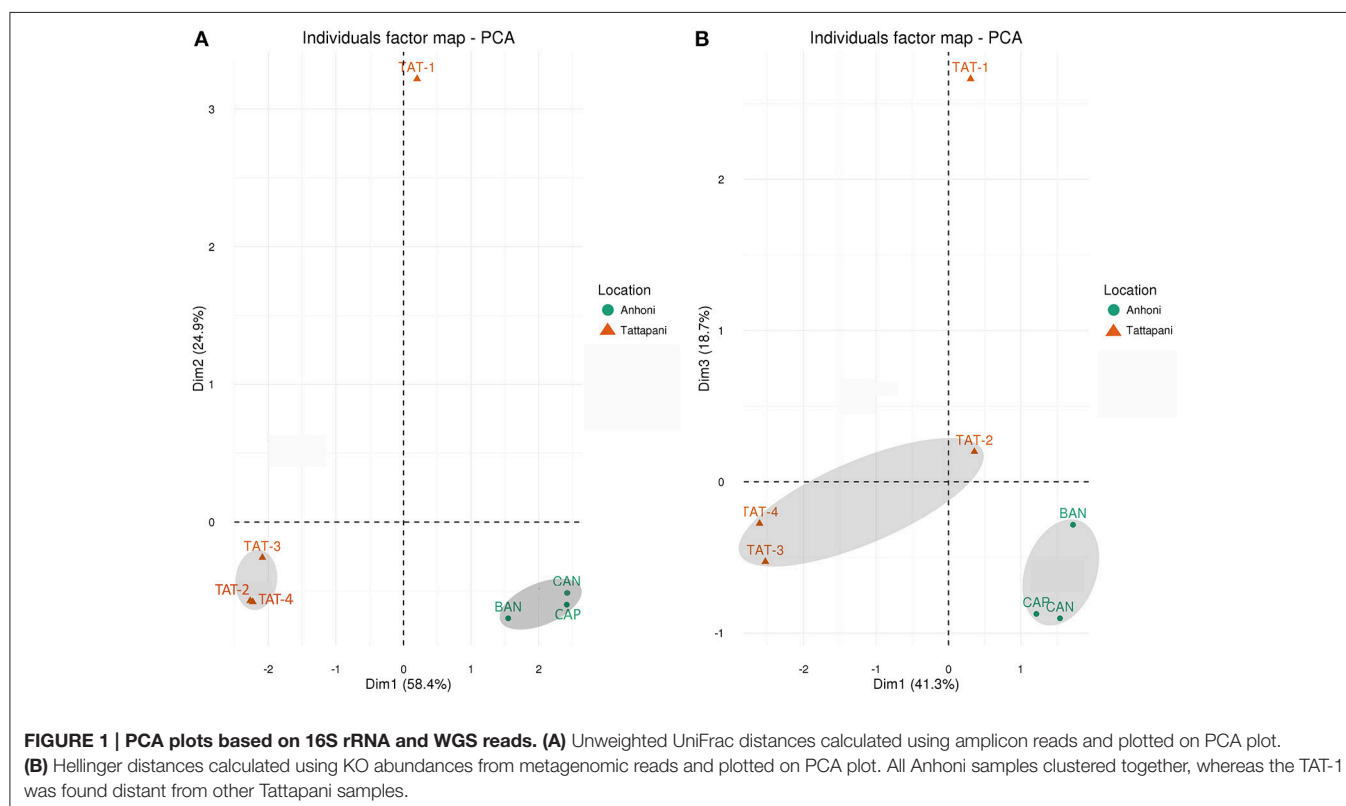 A
Individuals factor map - PCA
TAT-1
3
2
1
0
Dim2 (24.9%)
TAT-3
TAT-2
TAT-4
CAN
BAN
CAP
-2
-1
0
1
2
Dim1 (58.4%)
Location
Anhoni
Tattapani
B
Individuals factor map - PCA
TAT-1
2
1
0
-1
Dim3 (18.7%)
TAT-2
TAT-4
TAT-3
BAN
CAP
CAN
-2
-1
0
1
Dim1 (41.3%)
Location
Anhoni
Tattapani
FIGURE 1 | PCA plots based on 16S rRNA and WGS reads. (A) Unweighted UniFrac distances calculated using amplicon reads and plotted on PCA plot.
(B) Hellinger distances calculated using KO abundances from metagenomic reads and plotted on PCA plot. All Anhoni samples clustered together, whereas the TAT-1
was found distant from other Tattapani samples.